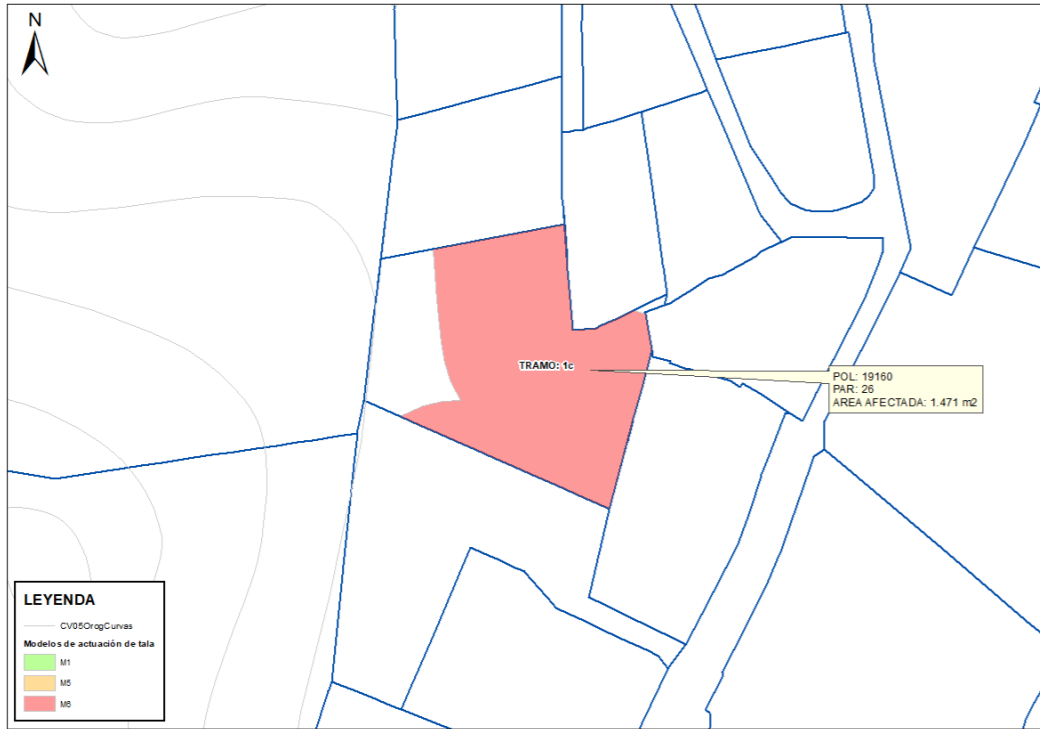 N
TRAMO: 1c
POL: 19160
PAR: 26
AREA AFECTADA: 1.471 m2
LEYENDA
CV05OrogCurvas
Modelos de actuación de tala
M1
M5
M6